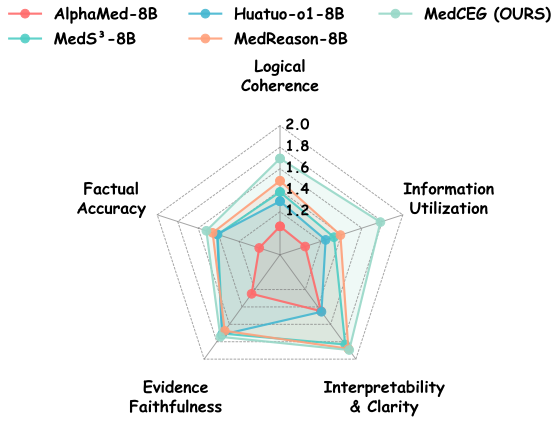 AlphaMed-8B
Huatuo-o1-8B
MedCEG (OURS)
MedS³-8B
MedReason-8B
Logical
Coherence
2.0
1.8
1.6
1.4
1.2
Factual
Accuracy
Information
Utilization
Evidence
Faithfulness
Interpretability
& Clarity